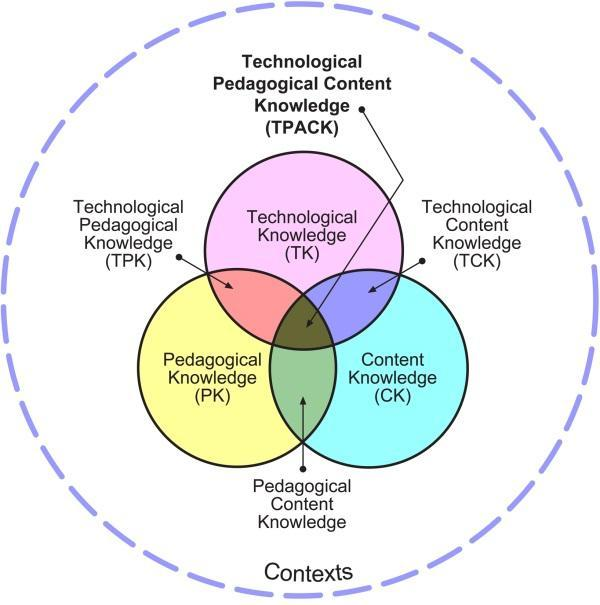 Technological
Pedagogical Content
Knowledge
(TPACK)
Technological
Pedagogical
Knowledge
(TPK)
Technological
Knowledge
(TK)
Technological
Content
Knowledge
(TCK)
Pedagogical
Knowledge
(PK)
Content
Knowledge
(CK)
Pedagogical
Content
Knowledge
Contexts